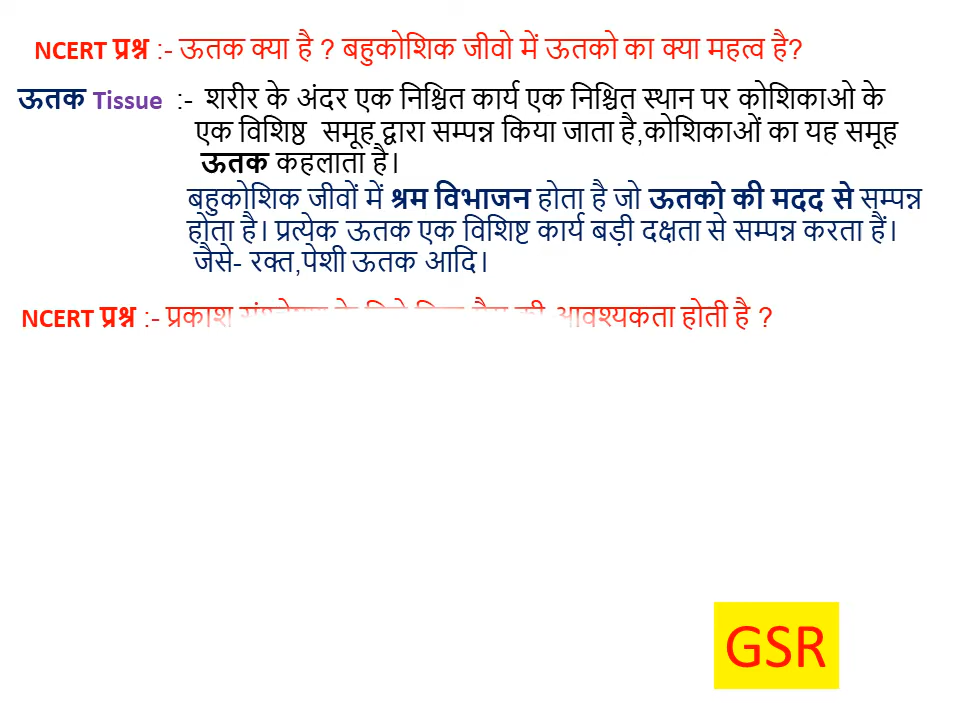 NCERT प्रश्न :- ऊतक क्या है ? बहुकोशिक जीवो में ऊतको का क्या महत्व है?
ऊतक Tissue :- शरीर के अंदर एक निश्चित कार्य एक निश्चित स्थान पर कोशिकाओ के
एक विशिष्ठ समूह द्वारा सम्पन्न किया जाता है,कोशिकाओं का यह समूह
ऊतक कहलाता है।
बहुकोशिक जीवों में श्रम विभाजन होता है जो ऊतको की मदद से सम्पन्न
होता है। प्रत्येक ऊतक एक विशिष्ट कार्य बड़ी दक्षता से सम्पन्न करता हैं।
जैसे- रक्त,पेशी ऊतक आदि।
NCERT प्रश्न :- प्रकाश की आवश्यकता होती है ?
GSR